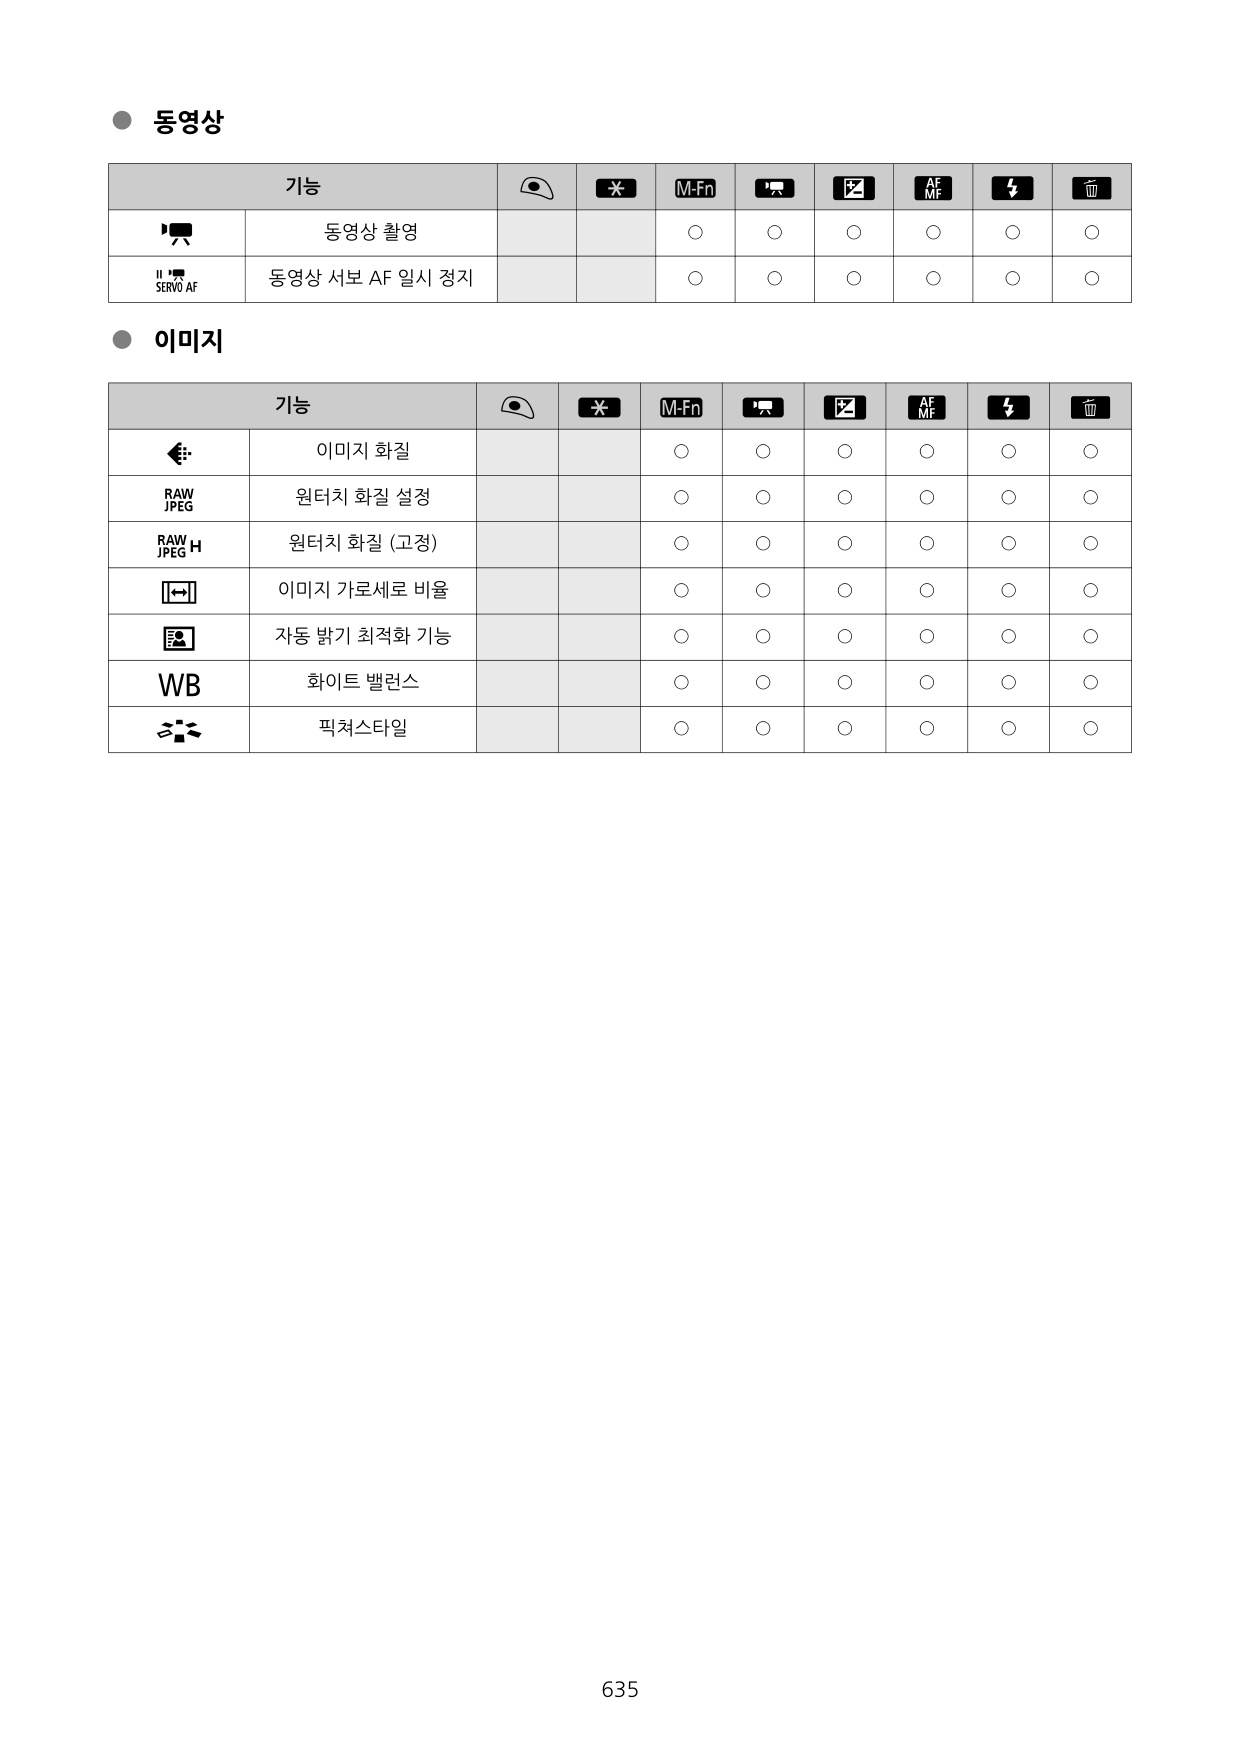 ● 동영상
기능 M-Fn AF MF
동영상 촬영 ○ ○ ○ ○ ○ ○
SERVO AF 동영상 서보 AF 일시 정지 ○ ○ ○ ○ ○ ○
● 이미지
기능 M-Fn AF MF
이미지 화질 ○ ○ ○ ○ ○ ○
RAW JPEG 원터치 화질 설정 ○ ○ ○ ○ ○ ○
RAW JPEG H 원터치 화질 (고정) ○ ○ ○ ○ ○ ○
이미지 가로세로 비율 ○ ○ ○ ○ ○ ○
자동 밝기 최적화 기능 ○ ○ ○ ○ ○ ○
WB 화이트 밸런스 ○ ○ ○ ○ ○ ○
픽쳐스타일 ○ ○ ○ ○ ○ ○
635